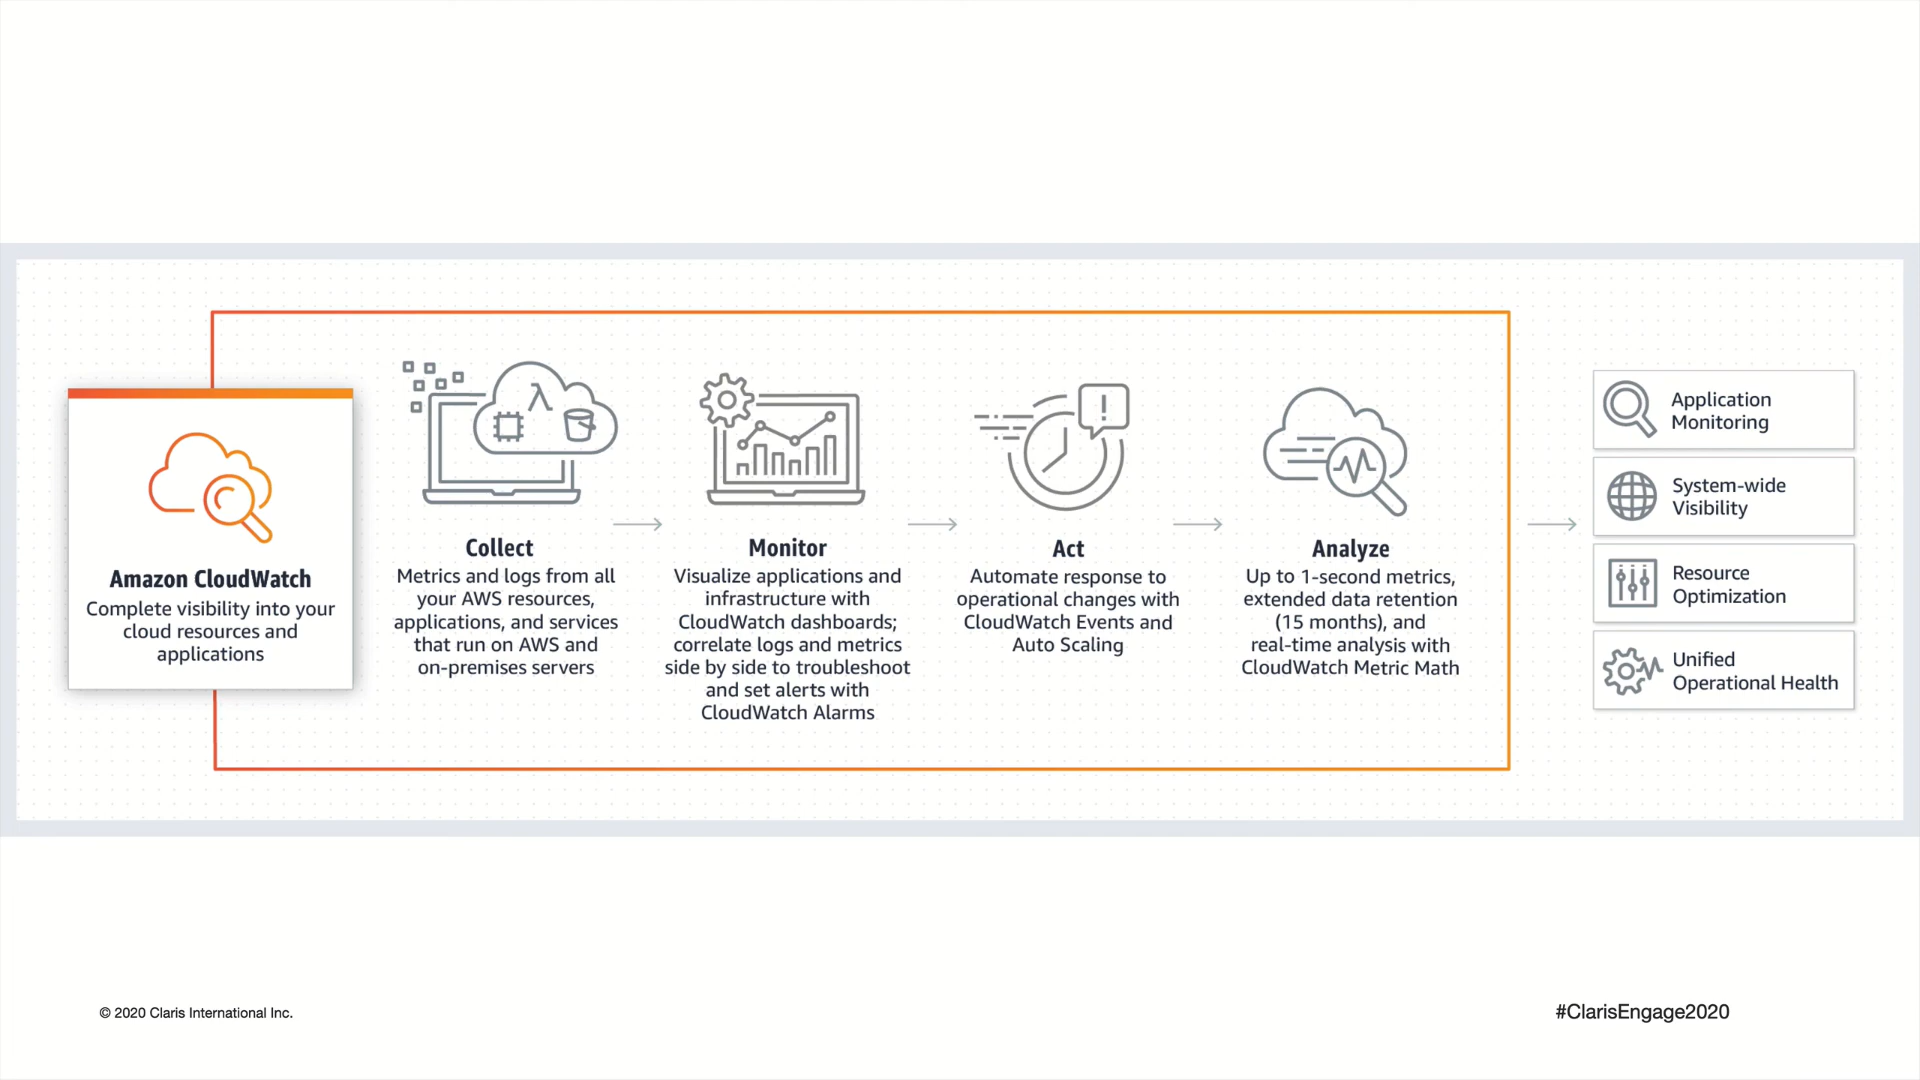 Amazon CloudWatch
Complete visibility into your
cloud resources and
applications
Collect
Metrics and logs from all
your AWS resources,
applications, and services
that run on AWS and
on-premises servers
Monitor
Visualize applications and
infrastructure with
CloudWatch dashboards;
correlate logs and metrics
side by side to troubleshoot
and set alerts with
CloudWatch Alarms
Act
Automate response to
operational changes with
CloudWatch Events and
Auto Scaling
Analyze
Up to 1-second metrics,
extended data retention
(15 months), and
real-time analysis with
CloudWatch Metric Math
Application
Monitoring
System-wide
Visibility
Resource
Optimization
Unified
Operational Health
© 2020 Claris International Inc.
#ClarisEngage2020